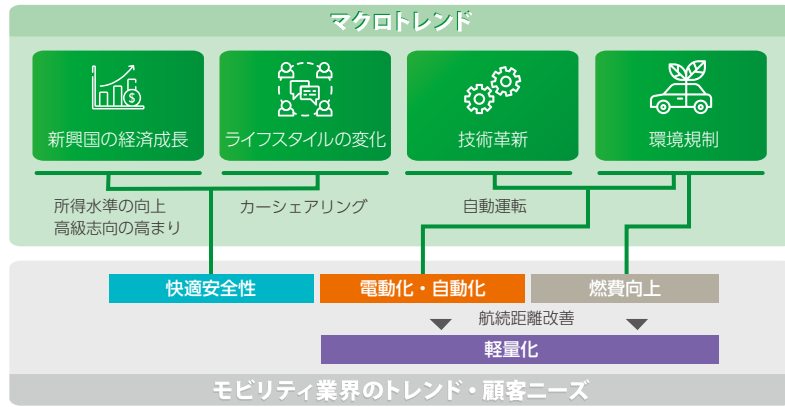 マクロトレンド
新興国の経済成長
ライフスタイルの変化
技術革新
環境規制
所得水準の向上
高級志向の高まり
カーシェアリング
自動運転
快適安全性
電動化・自動化
燃費向上
航続距離改善
軽量化
モビリティ業界のトレンド・顧客ニーズ